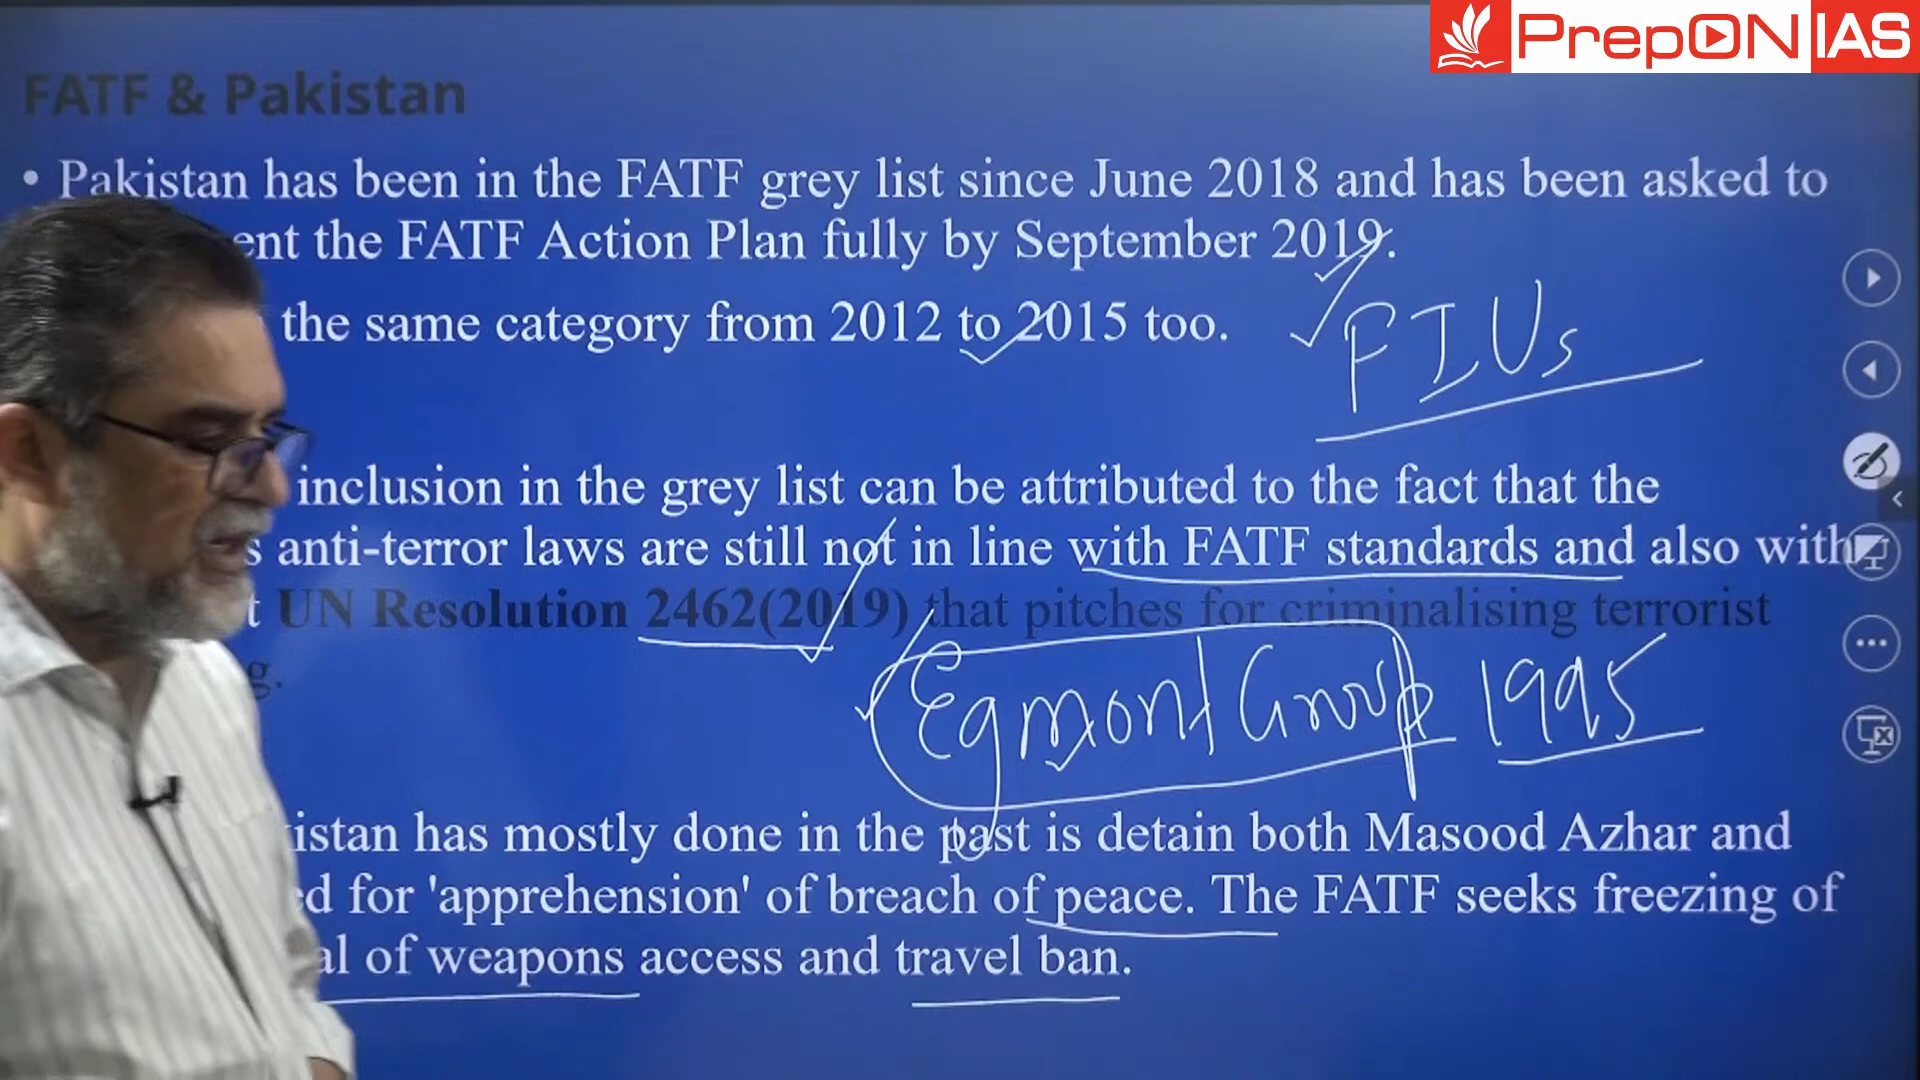 PrepON IAS
FATF & Pakistan
• Pakistan has been in the FATF grey list since June 2018 and has been asked to
ent the FATF Action Plan fully by September 2019.
the same category from 2012 to 2015 too.
FIUs
inclusion in the grey list can be attributed to the fact that the
s anti-terror laws are still not in line with FATF standards and also with
t UN Resolution 2462(2019) that pitches for criminalising terrorist
g.
Egmont Group 1995
istan has mostly done in the past is detain both Masood Azhar and
ed for 'apprehension' of breach of peace. The FATF seeks freezing of
al of weapons access and travel ban.